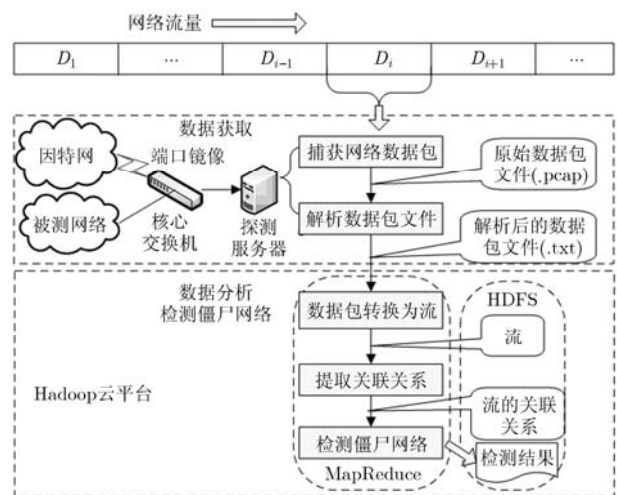 网络流量
D1 … Di−1 Di Di+1 …
数据获取
因特网
端口镜像
被测网络
核心
交换机
探测
服务器
捕获网络数据包
原始数据包
文件(.pcap)
解析数据包文件
解析后的数据
包文件(.txt)
数据分析
检测僵尸网络
Hadoop云平台
数据包转换为流
HDFS
流
提取关联关系
流的关联
关系
检测僵尸网络
检测结果
MapReduce